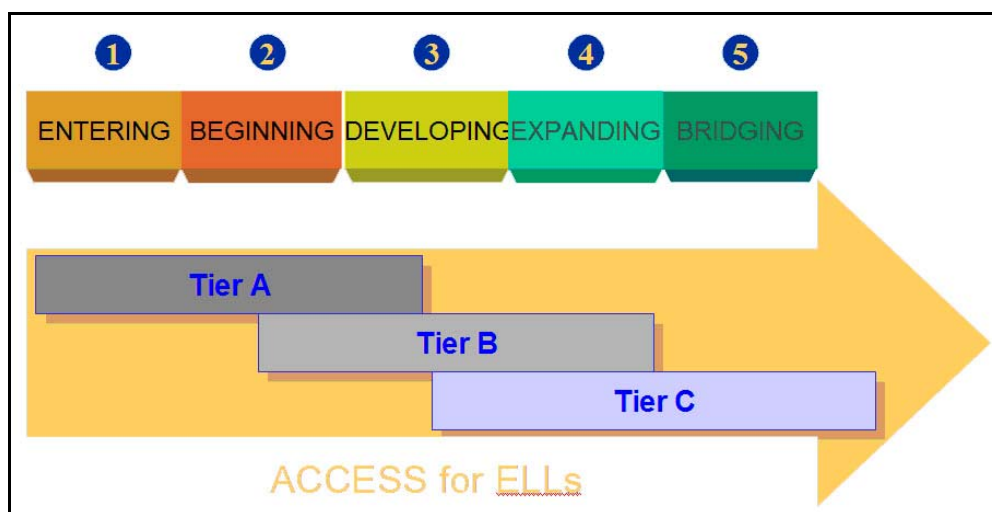 1 2 3 4 5
ENTERING BEGINNING DEVELOPING EXPANDING BRIDGING
Tier A
Tier B
Tier C
ACCESS for ELLs